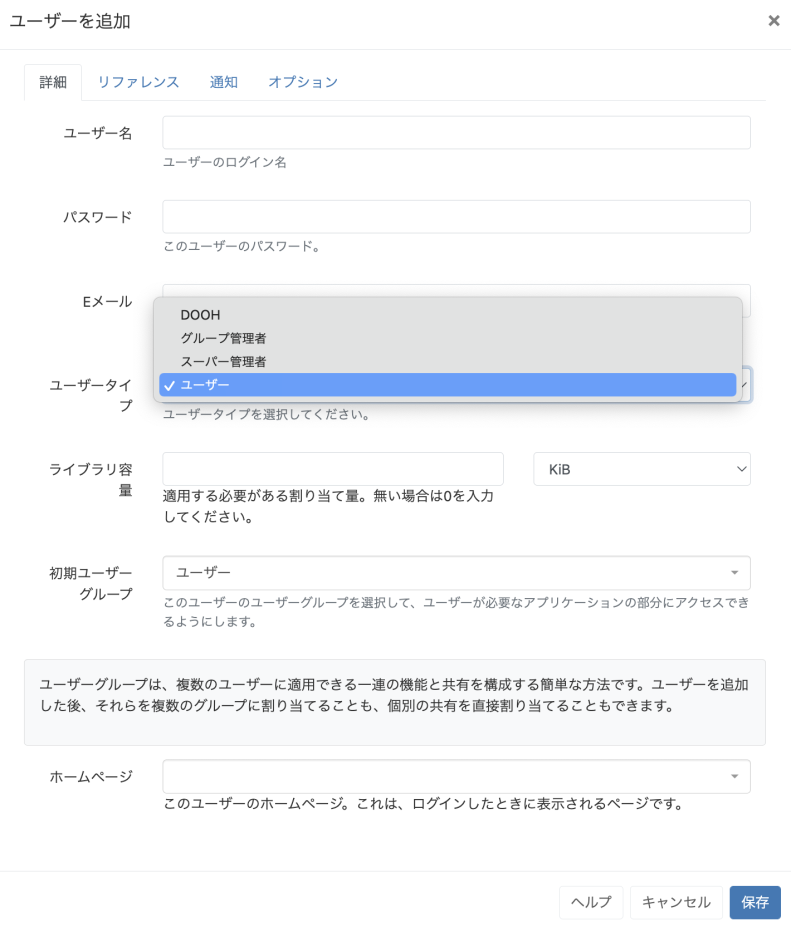 ユーザーを追加
×
詳細 リファレンス 通知 オプション
ユーザー名
ユーザーのログイン名
パスワード
このユーザーのパスワード。
Eメール
DOOH
グループ管理者
スーパー管理者
✓ ユーザー
ユーザータイ
プ
ユーザータイプを選択してください。
ライブラリ容
量
KiB
適用する必要がある割り当て量。無い場合は0を入力
してください。
初期ユーザー
グループ
ユーザー
このユーザーのユーザーグループを選択して、ユーザーが必要なアプリケーションの部分にアクセスでき
るようにします。
ユーザーグループは、複数のユーザーに適用できる一連の機能と共有を構成する簡単な方法です。ユーザーを追加
した後、それらを複数のグループに割り当てることも、個別の共有を直接割り当てることもできます。
ホームページ
このユーザーのホームページ。これは、ログインしたときに表示されるページです。
ヘルプ キャンセル 保存